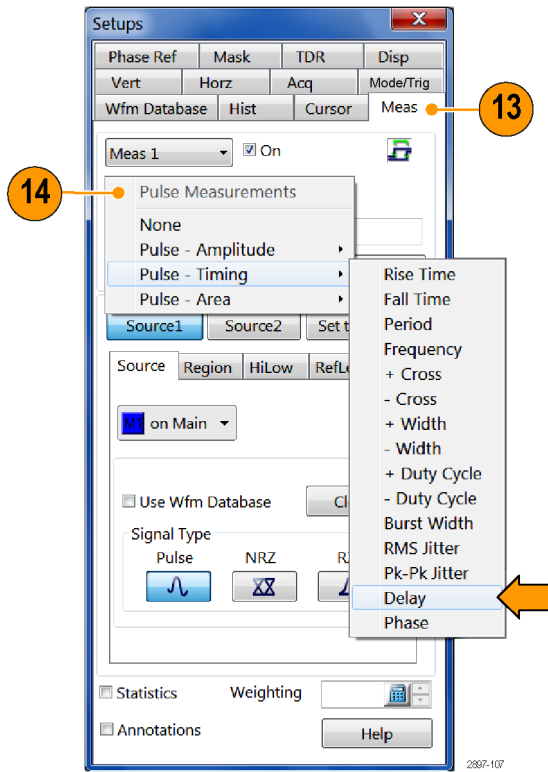 Setups
X
Phase Ref Mask TDR Disp
Vert Horz Acq Mode/Trig
Wfm Database Hist Cursor Meas
13
Meas 1 On
14
Pulse Measurements
None
Pulse - Amplitude
Pulse - Timing
Pulse - Area
Rise Time
Fall Time
Period
Frequency
+ Cross
- Cross
+ Width
- Width
+ Duty Cycle
- Duty Cycle
Burst Width
RMS Jitter
Pk-Pk Jitter
Delay
Phase
Source1 Source2 Set t
Source Region HiLow RefLe
on Main
Use Wfm Database Cl
Signal Type
Pulse NRZ R
Statistics Weighting
Annotations Help
2897-107